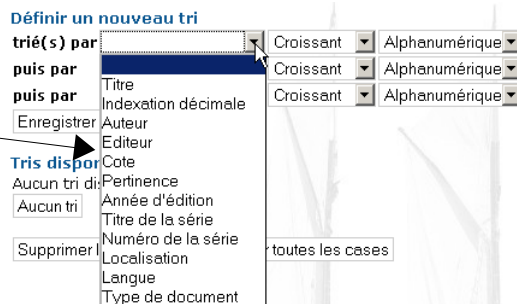 Définir un nouveau tri
trié(s) par Croissant Alphanumérique
puis par Croissant Alphanumérique
puis par Croissant Alphanumérique
Titre
Indexation décimale
Enregistrer Auteur
Editeur
Tris Cote
Aucun tri Pertinence
Aucun tri Année d'édition
Titre de la série
Numéro de la série
Supprimer toutes les cases
Localisation
Langue
Type de document